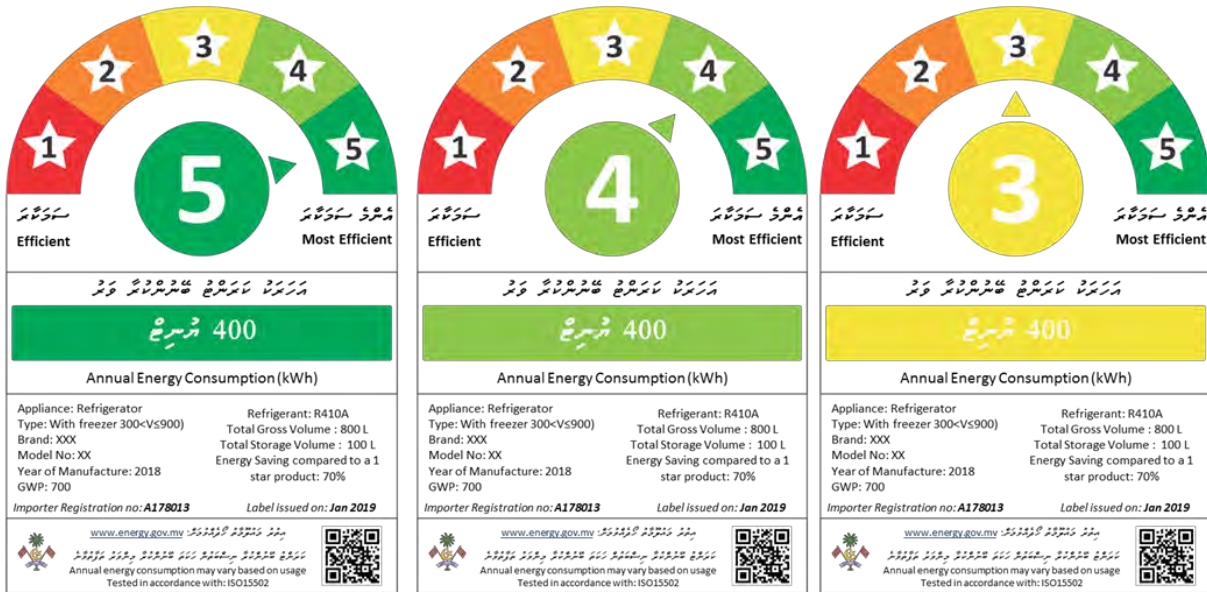 1
2
3
4
5
5
ސަމަކާރަ
Efficient
އެންމެ ސަމަކާރަ
Most Efficient
އަހަރަކު ކަރަންޓު ބޭނުންކުރާ ވަރު
400 ޔުނިޓް
Annual Energy Consumption (kWh)
Appliance: Refrigerator
Type: With freezer 300<V≤900)
Brand: XXX
Model No: XX
Year of Manufacture: 2018
GWP: 700
Refrigerant: R410A
Total Gross Volume : 800 L
Total Storage Volume : 100 L
Energy Saving compared to a 1
star product: 70%
Importer Registration no: A178013
Label issued on: Jan 2019
އިތުރު މަޢުލޫމާތު ހޯދެއްވުމަށް: www.energy.gov.mv
Annual energy consumption may vary based on usage
Tested in accordance with: ISO15502
1
2
3
4
5
4
ސަމަކާރަ
Efficient
އެންމެ ސަމަކާރަ
Most Efficient
އަހަރަކު ކަރަންޓު ބޭނުންކުރާ ވަރު
400 ޔުނިޓް
Annual Energy Consumption (kWh)
Appliance: Refrigerator
Type: With freezer 300<V≤900)
Brand: XXX
Model No: XX
Year of Manufacture: 2018
GWP: 700
Refrigerant: R410A
Total Gross Volume : 800 L
Total Storage Volume : 100 L
Energy Saving compared to a 1
star product: 70%
Importer Registration no: A178013
Label issued on: Jan 2019
އިތުރު މަޢުލޫމާތު ހޯދެއްވުމަށް: www.energy.gov.mv
Annual energy consumption may vary based on usage
Tested in accordance with: ISO15502
1
2
3
4
5
3
ސަމަކާރަ
Efficient
އެންމެ ސަމަކާރަ
Most Efficient
އަހަރަކު ކަރަންޓު ބޭނުންކުރާ ވަރު
400 ޔުނިޓް
Annual Energy Consumption (kWh)
Appliance: Refrigerator
Type: With freezer 300<V≤900)
Brand: XXX
Model No: XX
Year of Manufacture: 2018
GWP: 700
Refrigerant: R410A
Total Gross Volume : 800 L
Total Storage Volume : 100 L
Energy Saving compared to a 1
star product: 70%
Importer Registration no: A178013
Label issued on: Jan 2019
އިތުރު މަޢުލޫމާތު ހޯދެއްވުމަށް: www.energy.gov.mv
Annual energy consumption may vary based on usage
Tested in accordance with: ISO15502